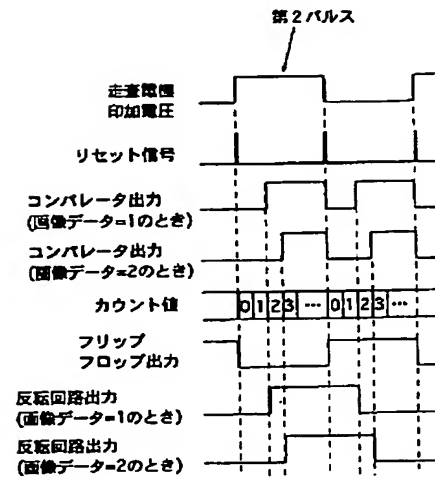 第2パルス
走査電極
印加電圧
リセット信号
コンパレータ出力
(画像データ=1のとき)
コンパレータ出力
(画像データ=2のとき)
カウント値
0 1 2 3 … 0 1 2 3 …
フリップ
フロップ出力
反転回路出力
(画像データ=1のとき)
反転回路出力
(画像データ=2のとき)